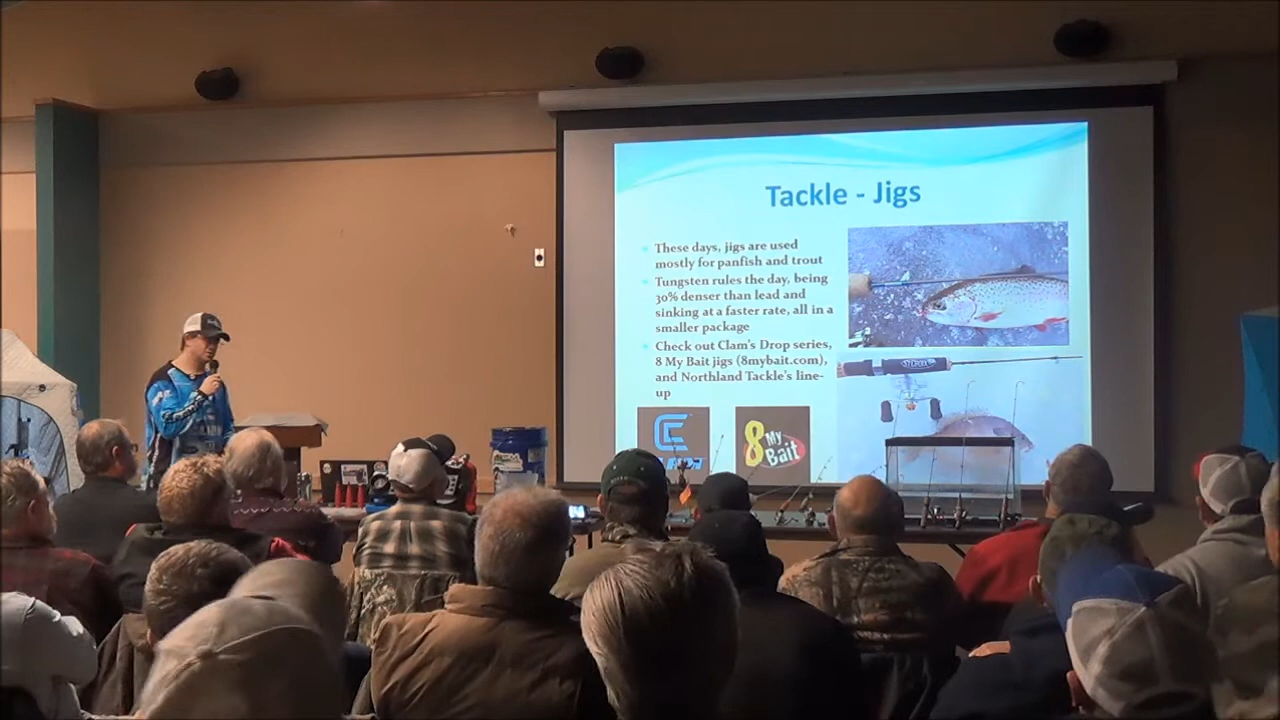 Tackle - Jigs
These days, jigs are used
mostly for panfish and trout
Tungsten rules the day, being
30% denser than lead and
sinking at a faster rate, all in a
smaller package
Check out Clam's Drop series,
8 My Bait jigs (8mybait.com),
and Northland Tackle's line-
up
8 My
Bait